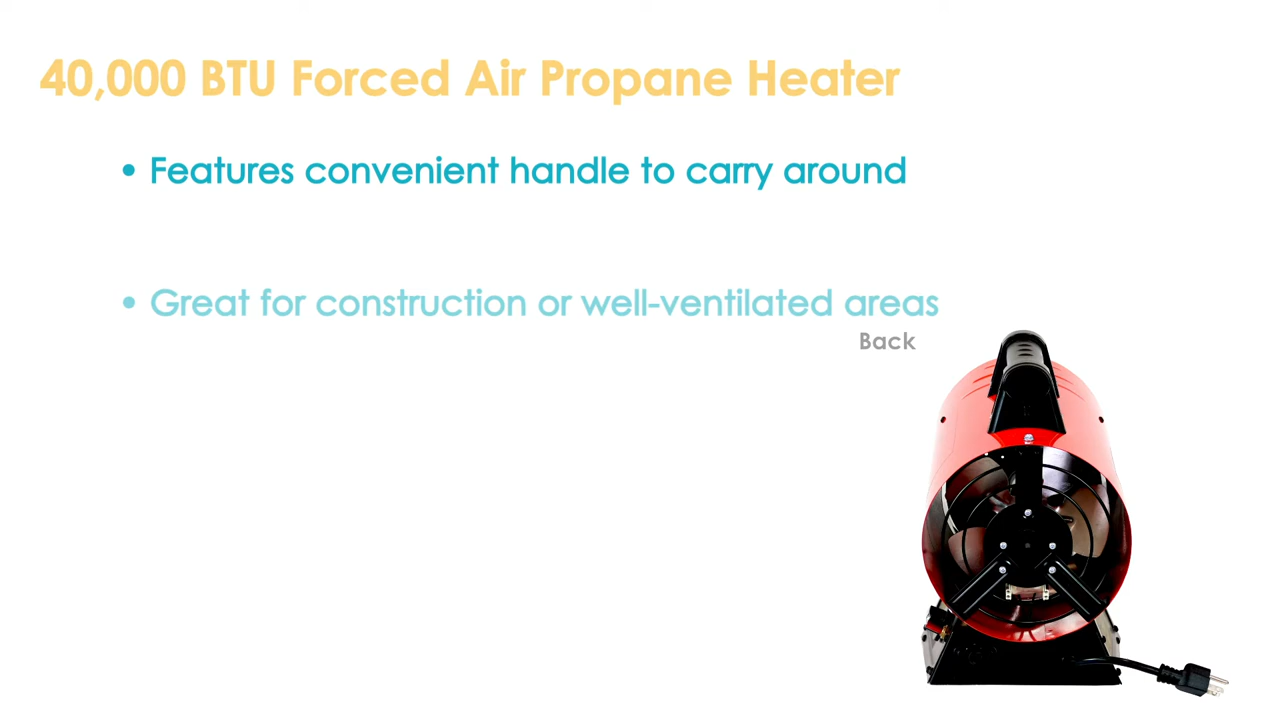 40,000 BTU Forced Air Propane Heater
• Features convenient handle to carry around
• Great for construction or well-ventilated areas
Back